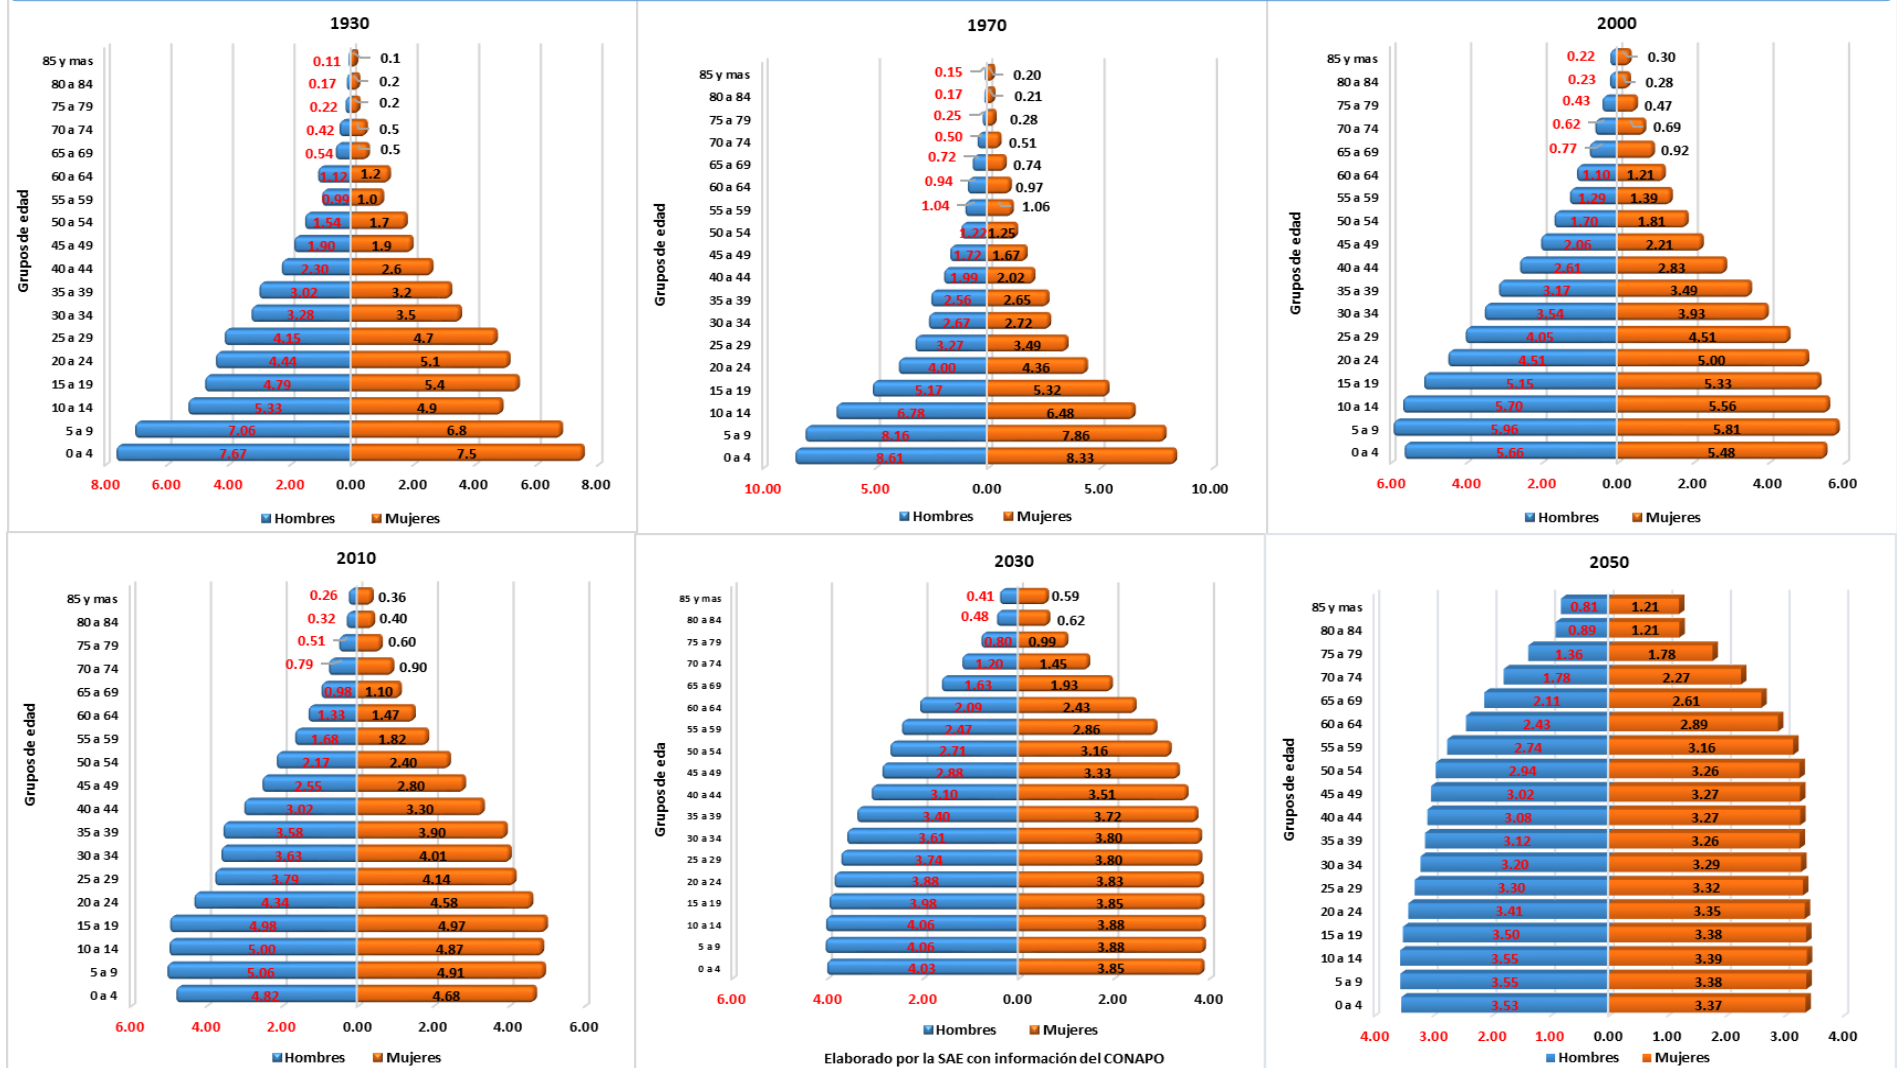 1930
85 y mas 0.11 0.1
80 a 84 0.17 0.2
75 a 79 0.22 0.2
70 a 74 0.42 0.5
65 a 69 0.54 0.5
60 a 64 1.12 1.2
55 a 59 0.99 1.0
50 a 54 1.54 1.7
45 a 49 1.90 1.9
40 a 44 2.30 2.6
35 a 39 3.02 3.2
30 a 34 3.28 3.5
25 a 29 4.15 4.7
20 a 24 4.44 5.1
15 a 19 4.79 5.4
10 a 14 5.33 4.9
5 a 9 7.06 6.8
0 a 4 7.67 7.5
Grupos de edad
8.00 6.00 4.00 2.00 0.00 2.00 4.00 6.00 8.00
Hombres Mujeres
1970
85 y mas 0.15 0.20
80 a 84 0.17 0.21
75 a 79 0.25 0.28
70 a 74 0.50 0.51
65 a 69 0.72 0.74
60 a 64 0.94 0.97
55 a 59 1.04 1.06
50 a 54 1.22 1.25
45 a 49 1.72 1.67
40 a 44 1.99 2.02
35 a 39 2.56 2.65
30 a 34 2.67 2.72
25 a 29 3.27 3.49
20 a 24 4.00 4.36
15 a 19 5.17 5.32
10 a 14 6.78 6.48
5 a 9 8.16 7.86
0 a 4 8.61 8.33
Grupos de edad
10.00 5.00 0.00 5.00 10.00
Hombres Mujeres
2000
85 y mas 0.22 0.30
80 a 84 0.23 0.28
75 a 79 0.43 0.47
70 a 74 0.62 0.69
65 a 69 0.77 0.92
60 a 64 1.10 1.21
55 a 59 1.29 1.39
50 a 54 1.70 1.81
45 a 49 2.06 2.21
40 a 44 2.61 2.83
35 a 39 3.17 3.49
30 a 34 3.54 3.93
25 a 29 4.05 4.51
20 a 24 4.51 5.00
15 a 19 5.15 5.33
10 a 14 5.70 5.56
5 a 9 5.96 5.81
0 a 4 5.66 5.48
Grupos de edad
6.00 4.00 2.00 0.00 2.00 4.00 6.00
Hombres Mujeres
2010
85 y mas 0.26 0.36
80 a 84 0.32 0.40
75 a 79 0.51 0.60
70 a 74 0.79 0.90
65 a 69 0.98 1.10
60 a 64 1.33 1.47
55 a 59 1.68 1.82
50 a 54 2.17 2.40
45 a 49 2.55 2.80
40 a 44 3.02 3.30
35 a 39 3.58 3.90
30 a 34 3.63 4.01
25 a 29 3.79 4.14
20 a 24 4.34 4.58
15 a 19 4.98 4.97
10 a 14 5.00 4.87
5 a 9 5.06 4.91
0 a 4 4.82 4.68
Grupos de edad
6.00 4.00 2.00 0.00 2.00 4.00 6.00
Hombres Mujeres
2030
85 y mas 0.41 0.59
80 a 84 0.48 0.62
75 a 79 0.80 0.99
70 a 74 1.20 1.45
65 a 69 1.63 1.93
60 a 64 2.09 2.43
55 a 59 2.47 2.86
50 a 54 2.71 3.16
45 a 49 2.88 3.33
40 a 44 3.10 3.51
35 a 39 3.40 3.72
30 a 34 3.61 3.80
25 a 29 3.74 3.80
20 a 24 3.88 3.83
15 a 19 3.98 3.85
10 a 14 4.06 3.88
5 a 9 4.06 3.88
0 a 4 4.03 3.85
Grupos de eda
6.00 4.00 2.00 0.00 2.00 4.00
Hombres Mujeres
Elaborado por la SAE con información del CONAPO
2050
85 y mas 0.81 1.21
80 a 84 0.89 1.21
75 a 79 1.36 1.78
70 a 74 1.78 2.27
65 a 69 2.11 2.61
60 a 64 2.43 2.89
55 a 59 2.74 3.16
50 a 54 2.94 3.26
45 a 49 3.02 3.27
40 a 44 3.08 3.27
35 a 39 3.12 3.26
30 a 34 3.20 3.29
25 a 29 3.30 3.32
20 a 24 3.41 3.35
15 a 19 3.50 3.38
10 a 14 3.55 3.39
5 a 9 3.55 3.38
0 a 4 3.53 3.37
Grupos de edad
4.00 3.00 2.00 1.00 0.00 1.00 2.00 3.00 4.00
Hombres Mujeres